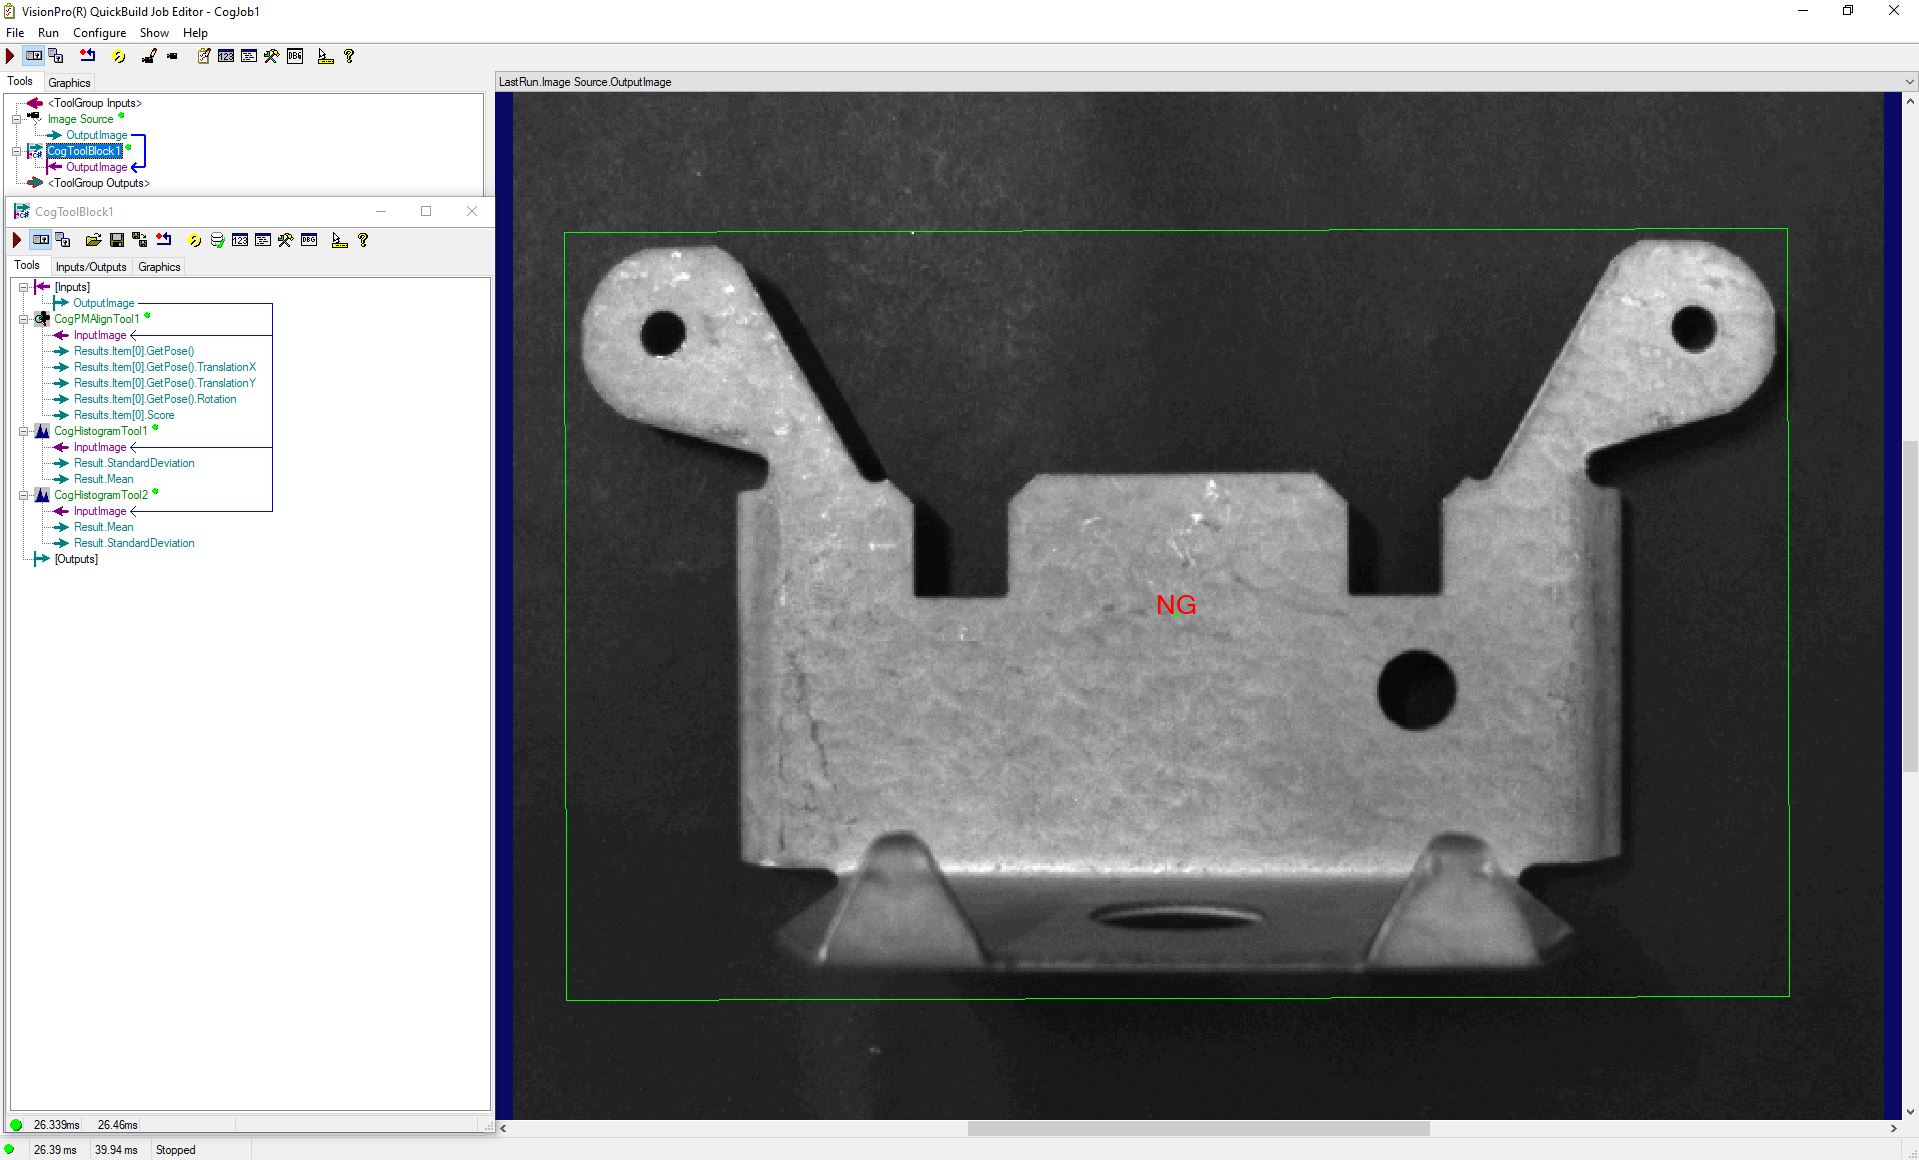 VisionPro(R) QuickBuild Job Editor - CogJob1
File Run Configure Show Help
Tools Graphics
<ToolGroup Inputs>
Image Source
OutputImage
CogToolBlock1
OutputImage
<ToolGroup Outputs>
LastRun.Image Source.OutputImage
CogToolBlock1
Tools Inputs/Outputs Graphics
[Inputs]
OutputImage
CogPMAlignTool1
InputImage
Results.Item[0].GetPose()
Results.Item[0].GetPose().TranslationX
Results.Item[0].GetPose().TranslationY
Results.Item[0].GetPose().Rotation
Results.Item[0].Score
CogHistogramTool1
InputImage
Result.StandardDeviation
Result.Mean
CogHistogramTool2
InputImage
Result.Mean
Result.StandardDeviation
[Outputs]
NG
26.339ms 26.46ms
26.39 ms 39.94 ms Stopped